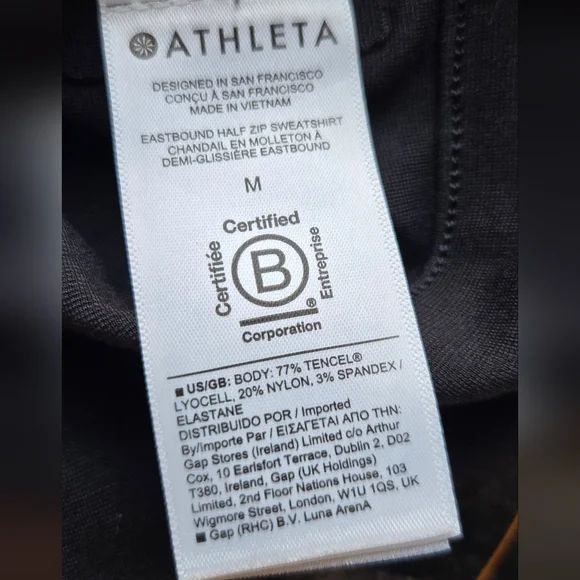 ATHLETA
DESIGNED IN SAN FRANCISCO
CONÇU À SAN FRANCISCO
MADE IN VIETNAM
EASTBOUND HALF ZIP SWEATSHIRT
CHANDAIL EN MOLLETON À
DEMI-GLISSIÈRE EASTBOUND
M
Certified
Certifiée
B
Entreprise
®
Corporation
■ US/GB: BODY: 77% TENCEL®
LYOCELL, 20% NYLON, 3% SPANDEX /
ELASTANE
DISTRIBUIDO POR / Imported
By/Importe Par / ΕΙΣΑΓΕΤΑΙ ΑΠΟ ΤΗΝ:
Gap Stores (Ireland) Limited c/o Arthur
Cox, 10 Earlsfort Terrace, Dublin 2, D02
T380, Ireland, Gap (UK Holdings)
Limited, 2nd Floor Nations House, 103
Wigmore Street, London, W1U 1QS, UK
■ Gap (RHC) B.V. Luna ArenA